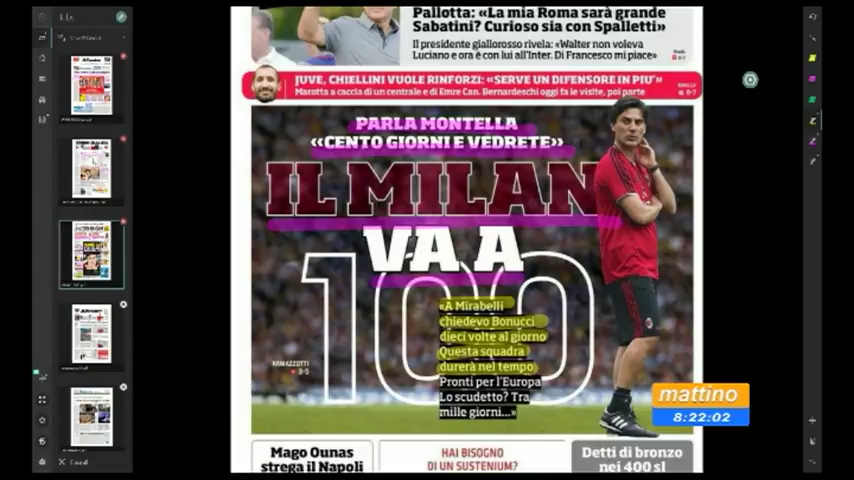 Pallotta: «La mia Roma sarà grande
Sabatini? Curioso sia con Spalletti»
Il presidente giallorosso rivela: «Walter non voleva
Luciano e ora è con lui all'Inter. Di Francesco mi piace»
JUVE, CHIELLINI VUOLE RINFORZI: «SERVE UN DIFENSORE IN PIU'»
Marotta a caccia di un centrale e di Emre Can. Bernardeschi oggi fa le visite, poi parte
PARLA MONTELLA
«CENTO GIORNI E VEDRETE»
IL MILAN
VA A
100
«A Mirabelli
chiedevo Bonucci
dieci volte al giorno
Questa squadra
durerà nel tempo
Pronti per l'Europa
Lo scudetto? Tra
mille giorni...»
RAMAZZOTTI
3-5
mattino
8:22:02
Mago Ounas
strega il Napoli
HAI BISOGNO
DI UN SUSTENIUM?
Detti di bronzo
nei 400 sl